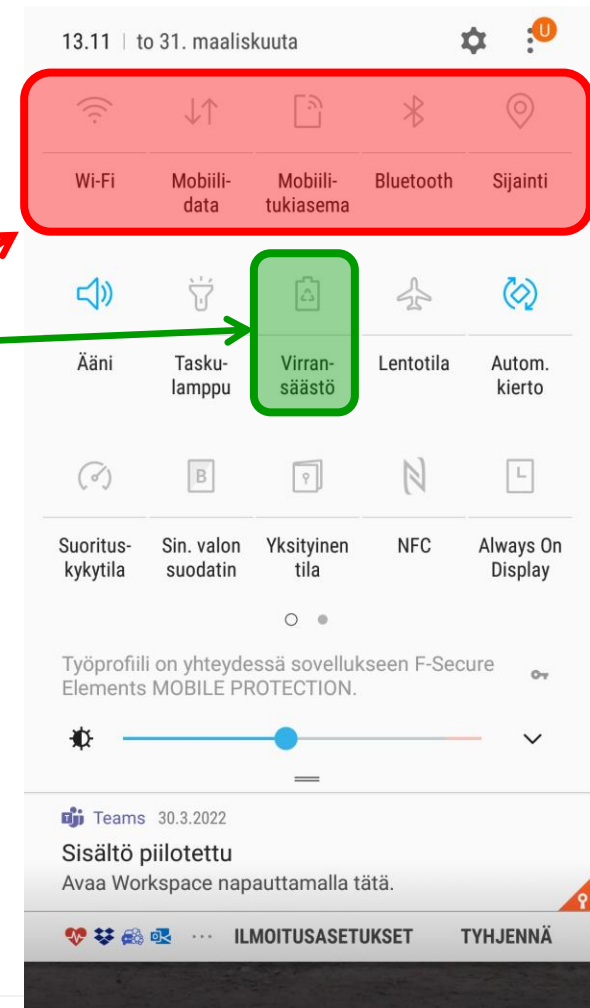 13.11 | to 31. maaliskuuta
U
Wi-Fi
Mobiili-
data
Mobiili-
tukiasema
Bluetooth
Sijainti
Ääni
Tasku-
lamppu
Virran-
säästö
Lentotila
Autom.
kierto
B
L
Suoritus-
kykytila
Sin. valon
suodatin
Yksityinen
tila
NFC
Always On
Display
Työprofiili on yhteydessä sovellukseen F-Secure
Elements MOBILE PROTECTION.
Teams 30.3.2022
Sisältö piilotettu
Avaa Workspace napauttamalla tätä.
··· ILMOITUSASETUKSET TYHJENNÄ